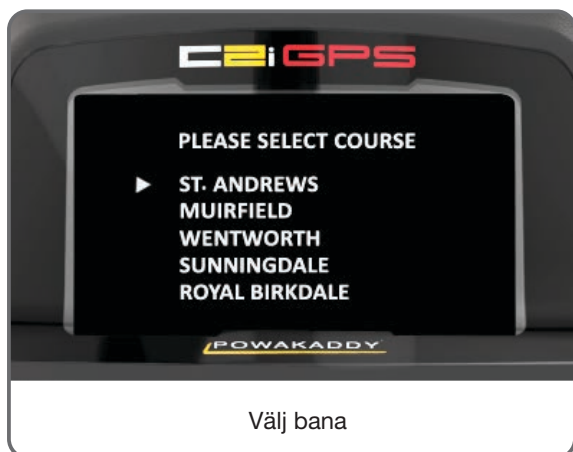 C2i GPS
PLEASE SELECT COURSE
ST. ANDREWS
MUIRFIELD
WENTWORTH
SUNNINGDALE
ROYAL BIRKDALE
POWAKADDY
Välj bana